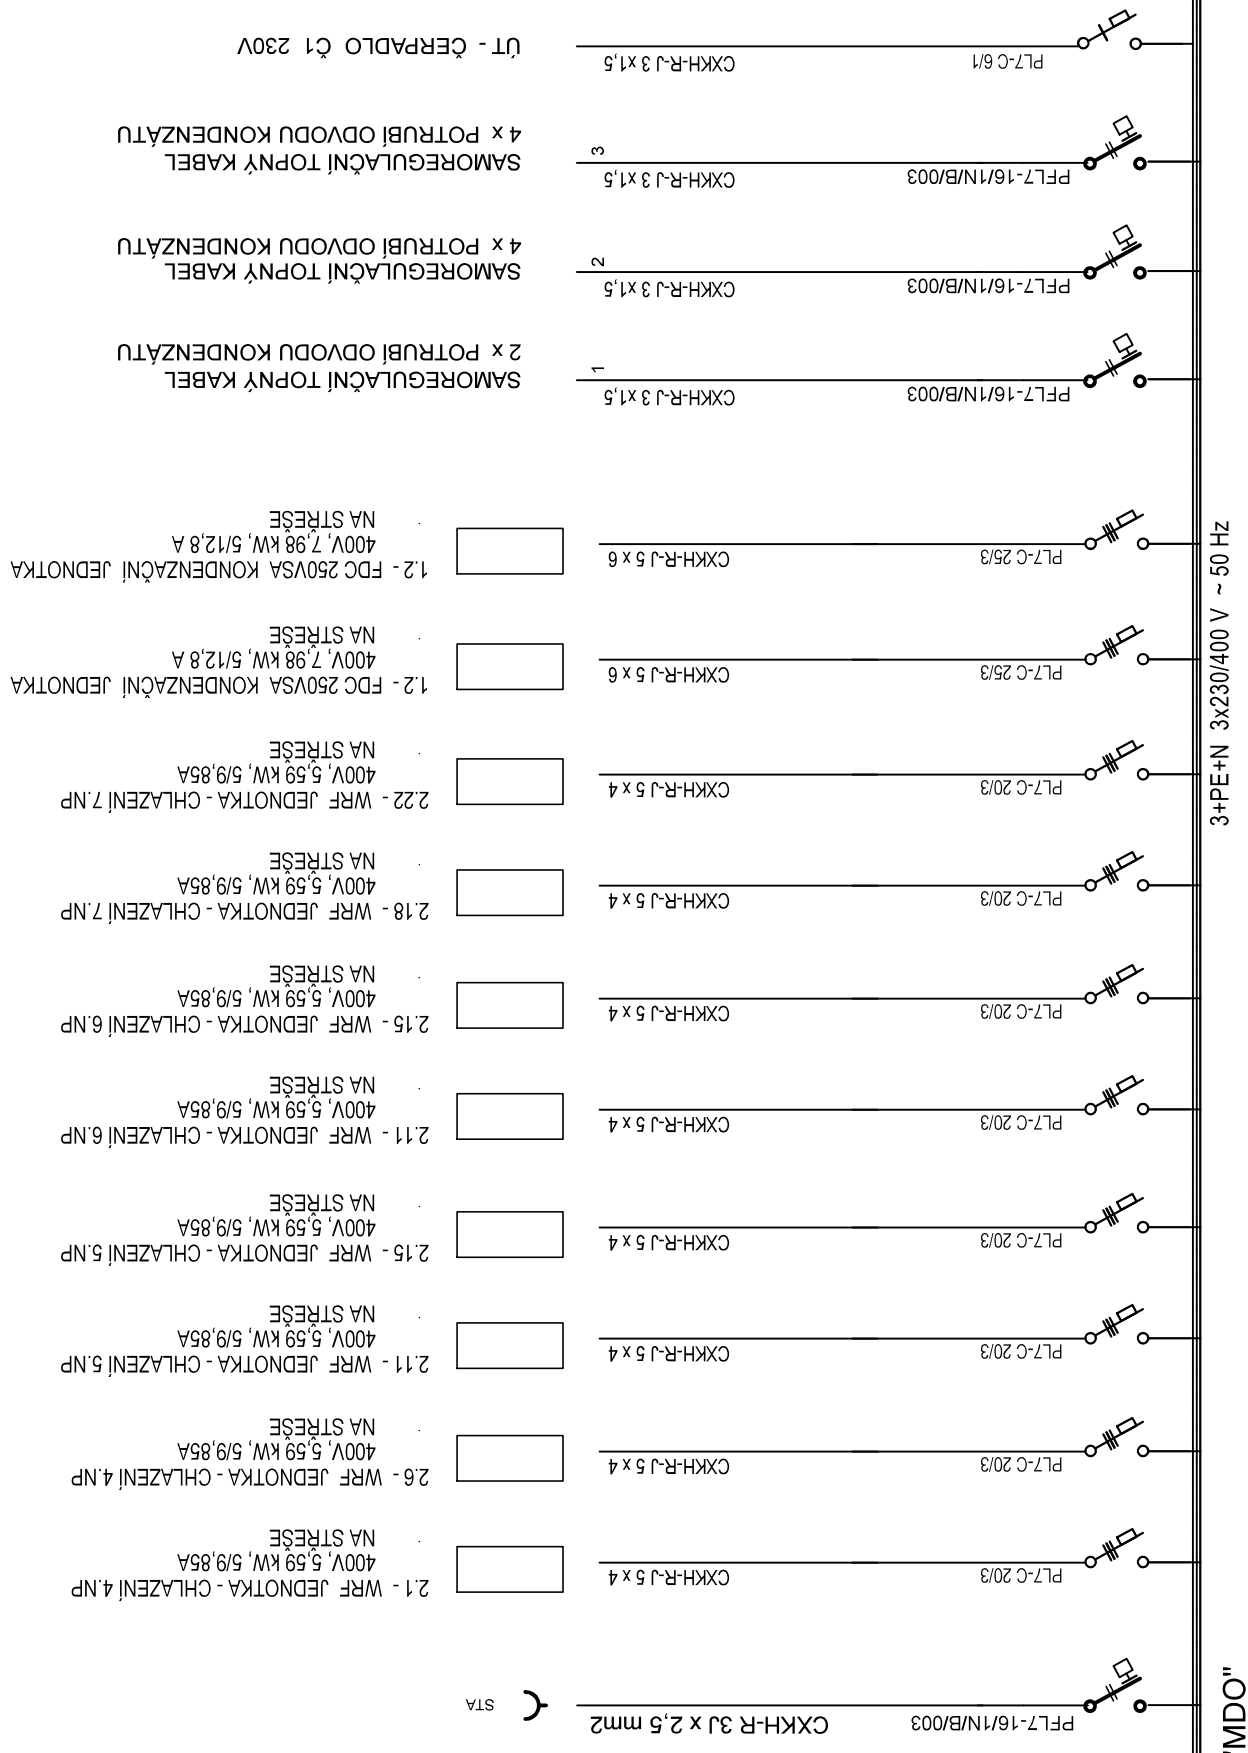 "MDO"
3+PE+N 3x230/400 V ~ 50 Hz
PFL7-16/1N/B/003
CXKH-R 3J x 2,5 mm2
STA
PL7-C 20/3
CXKH-R-J 5 x 4
2.1 - WRF JEDNOTKA - CHLAZENÍ 4.NP
400V, 5,59 kW, 5/9,85A
NA STŘEŠE
PL7-C 20/3
CXKH-R-J 5 x 4
2.6 - WRF JEDNOTKA - CHLAZENÍ 4.NP
400V, 5,59 kW, 5/9,85A
NA STŘEŠE
PL7-C 20/3
CXKH-R-J 5 x 4
2.11 - WRF JEDNOTKA - CHLAZENÍ 5.NP
400V, 5,59 kW, 5/9,85A
NA STŘEŠE
PL7-C 20/3
CXKH-R-J 5 x 4
2.15 - WRF JEDNOTKA - CHLAZENÍ 5.NP
400V, 5,59 kW, 5/9,85A
NA STŘEŠE
PL7-C 20/3
CXKH-R-J 5 x 4
2.11 - WRF JEDNOTKA - CHLAZENÍ 6.NP
400V, 5,59 kW, 5/9,85A
NA STŘEŠE
PL7-C 20/3
CXKH-R-J 5 x 4
2.15 - WRF JEDNOTKA - CHLAZENÍ 6.NP
400V, 5,59 kW, 5/9,85A
NA STŘEŠE
PL7-C 20/3
CXKH-R-J 5 x 4
2.18 - WRF JEDNOTKA - CHLAZENÍ 7.NP
400V, 5,59 kW, 5/9,85A
NA STŘEŠE
PL7-C 20/3
CXKH-R-J 5 x 4
2.22 - WRF JEDNOTKA - CHLAZENÍ 7.NP
400V, 5,59 kW, 5/9,85A
NA STŘEŠE
PL7-C 25/3
CXKH-R-J 5 x 6
1.2 - FDC 250VSA KONDENZAČNÍ JEDNOTKA
400V, 7,98 kW, 5/12,8 A
NA STŘEŠE
PL7-C 25/3
CXKH-R-J 5 x 6
1.2 - FDC 250VSA KONDENZAČNÍ JEDNOTKA
400V, 7,98 kW, 5/12,8 A
NA STŘEŠE
PFL7-16/1N/B/003
CXKH-R-J 3 x1,5
1
SAMOREGULAČNÍ TOPNÝ KABEL
2 x POTRUBÍ ODVODU KONDENZÁTU
PFL7-16/1N/B/003
CXKH-R-J 3 x1,5
2
SAMOREGULAČNÍ TOPNÝ KABEL
4 x POTRUBÍ ODVODU KONDENZÁTU
PFL7-16/1N/B/003
CXKH-R-J 3 x1,5
3
SAMOREGULAČNÍ TOPNÝ KABEL
4 x POTRUBÍ ODVODU KONDENZÁTU
PL7-C 6/1
CXKH-R-J 3 x1,5
ÚT - ČERPADLO Č1 230V